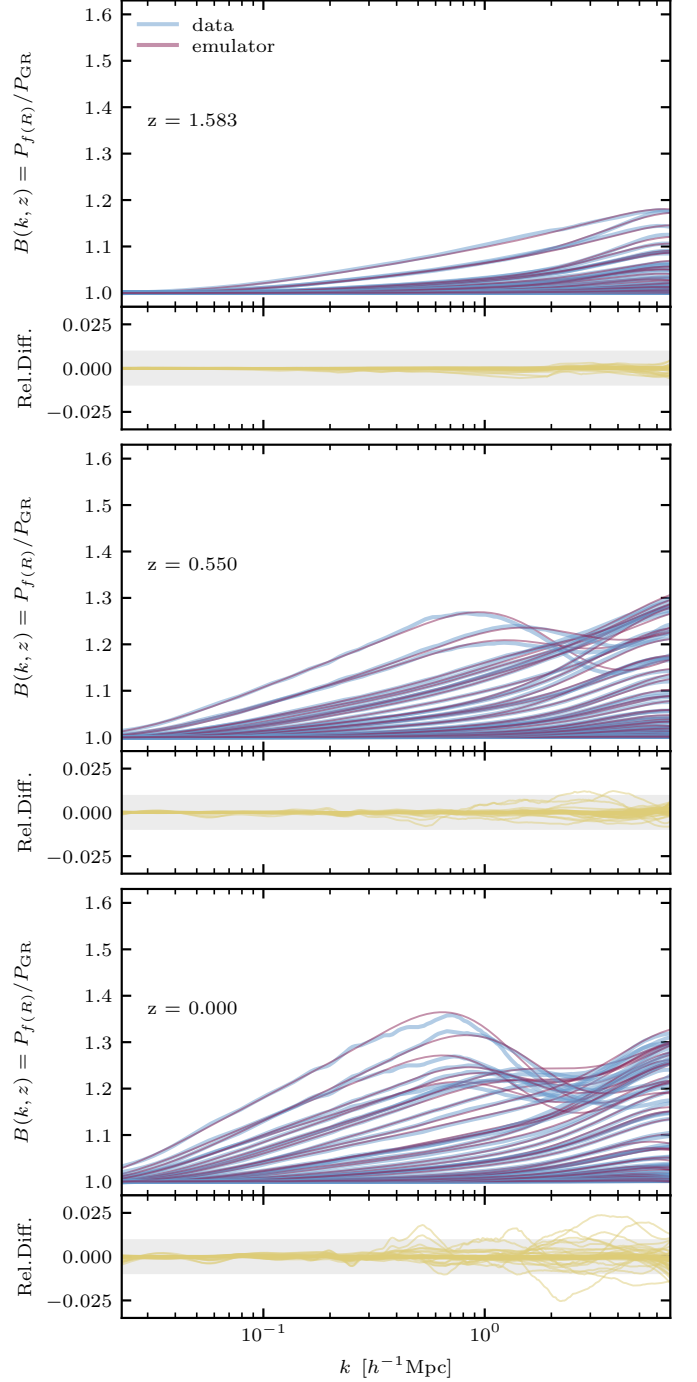 data
emulator
z = 1.583
B(k, z) = P_{f(R)}/P_{GR}
1.6
1.5
1.4
1.3
1.2
1.1
1.0
Rel.Diff.
0.025
0.000
−0.025
z = 0.550
B(k, z) = P_{f(R)}/P_{GR}
1.6
1.5
1.4
1.3
1.2
1.1
1.0
Rel.Diff.
0.025
0.000
−0.025
z = 0.000
B(k, z) = P_{f(R)}/P_{GR}
1.6
1.5
1.4
1.3
1.2
1.1
1.0
Rel.Diff.
0.025
0.000
−0.025
10⁻¹ 10⁰
k [h⁻¹Mpc]